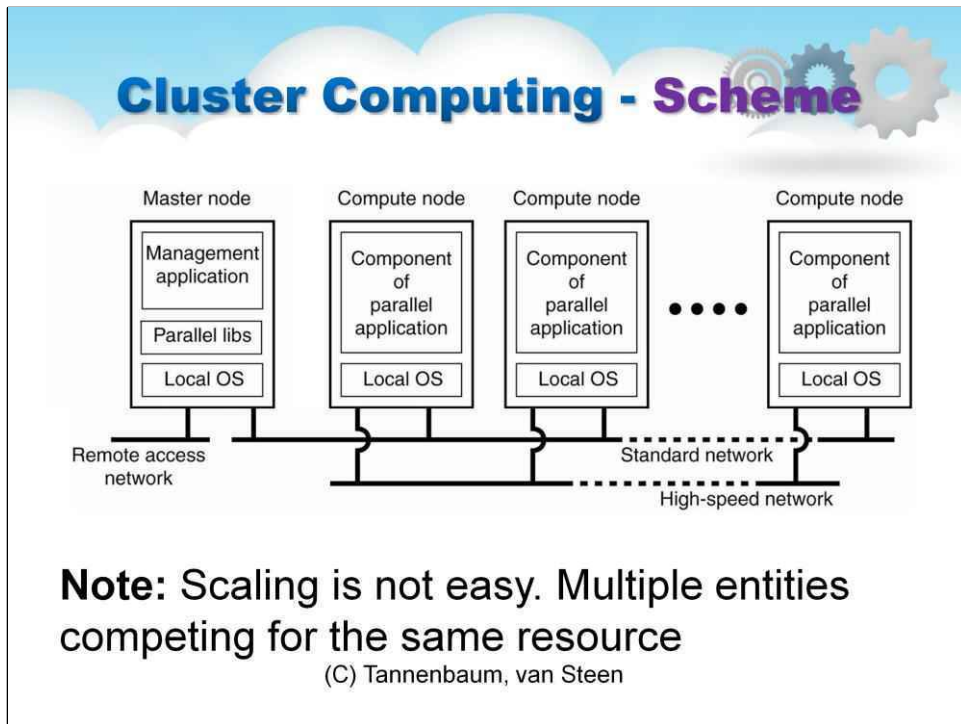 Cluster Computing - Scheme
Master node
Compute node
Compute node
Compute node
Management
application
Parallel libs
Local OS
Component
of
parallel
application
Local OS
Component
of
parallel
application
Local OS
Component
of
parallel
application
Local OS
Remote access
network
Standard network
High-speed network
Note: Scaling is not easy. Multiple entities
competing for the same resource
(C) Tannenbaum, van Steen